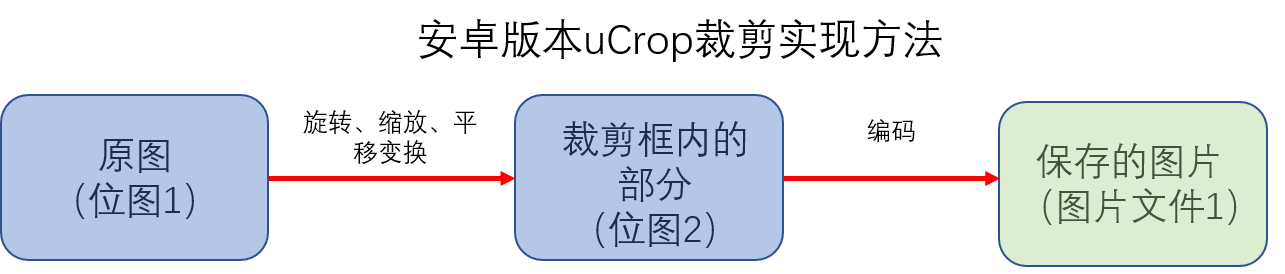 安卓版本uCrop裁剪实现方法
原图
（位图1）
旋转、缩放、平
移变换
裁剪框内的
部分
（位图2）
编码
保存的图片
（图片文件1）